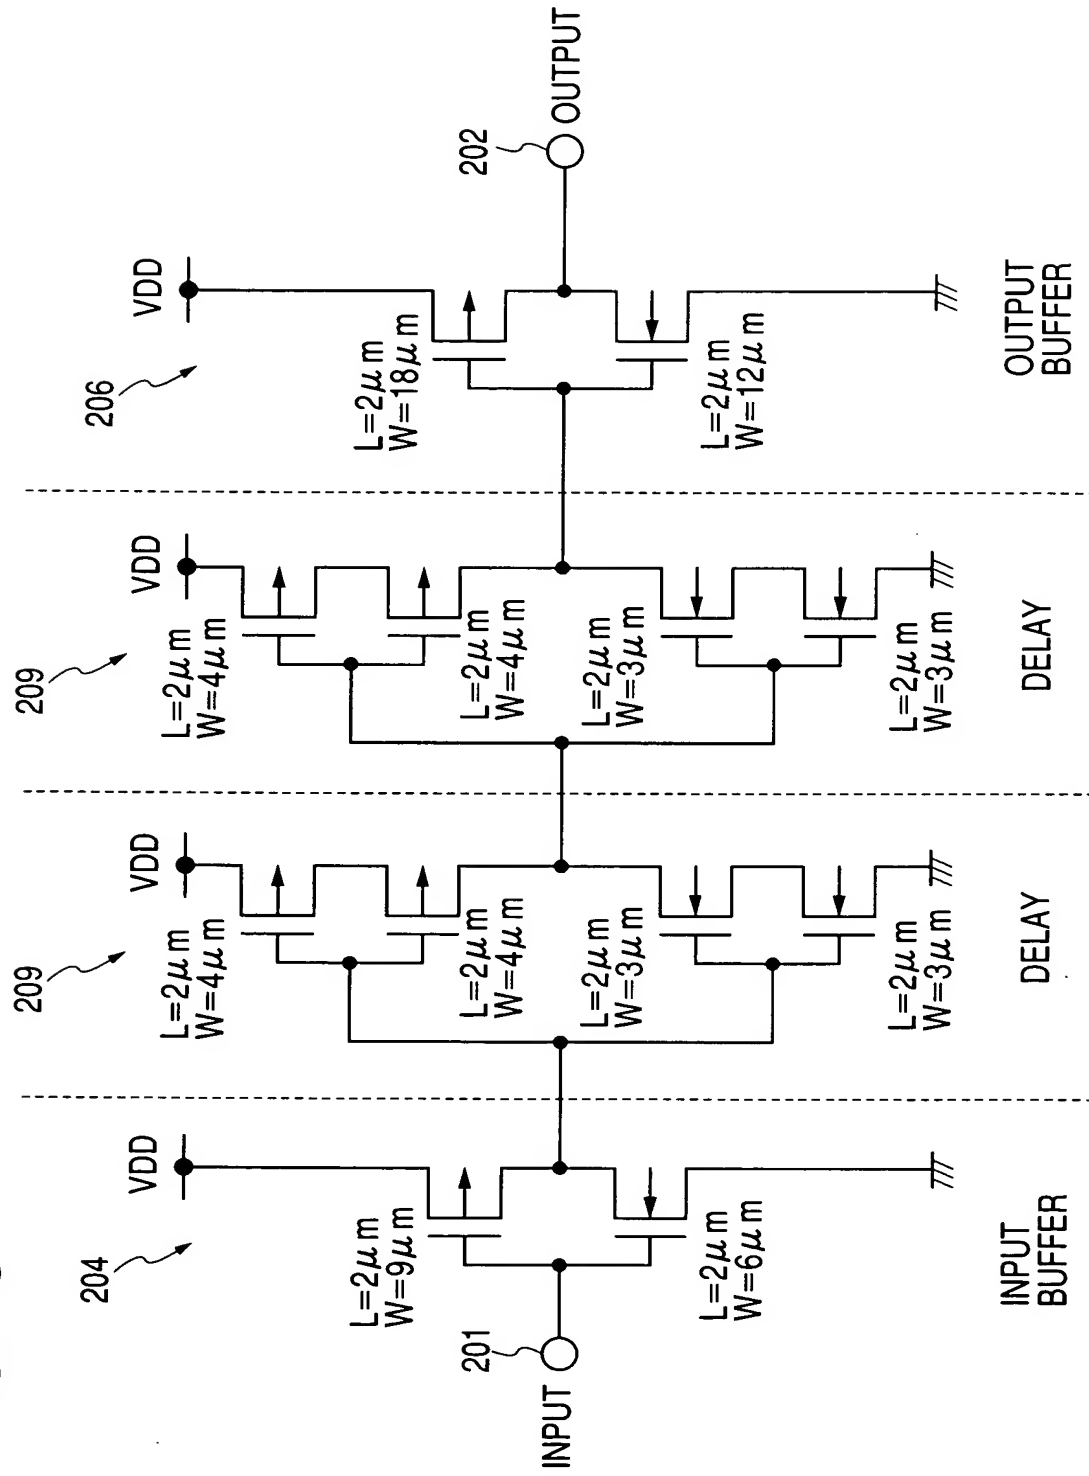 204
VDD
L=2μm
W=9μm
201
INPUT
L=2μm
W=6μm
INPUT
BUFFER
209
VDD
L=2μm
W=4μm
L=2μm
W=4μm
L=2μm
W=3μm
L=2μm
W=3μm
DELAY
209
VDD
L=2μm
W=4μm
L=2μm
W=4μm
L=2μm
W=3μm
L=2μm
W=3μm
DELAY
206
VDD
L=2μm
W=18μm
202
OUTPUT
L=2μm
W=12μm
OUTPUT
BUFFER